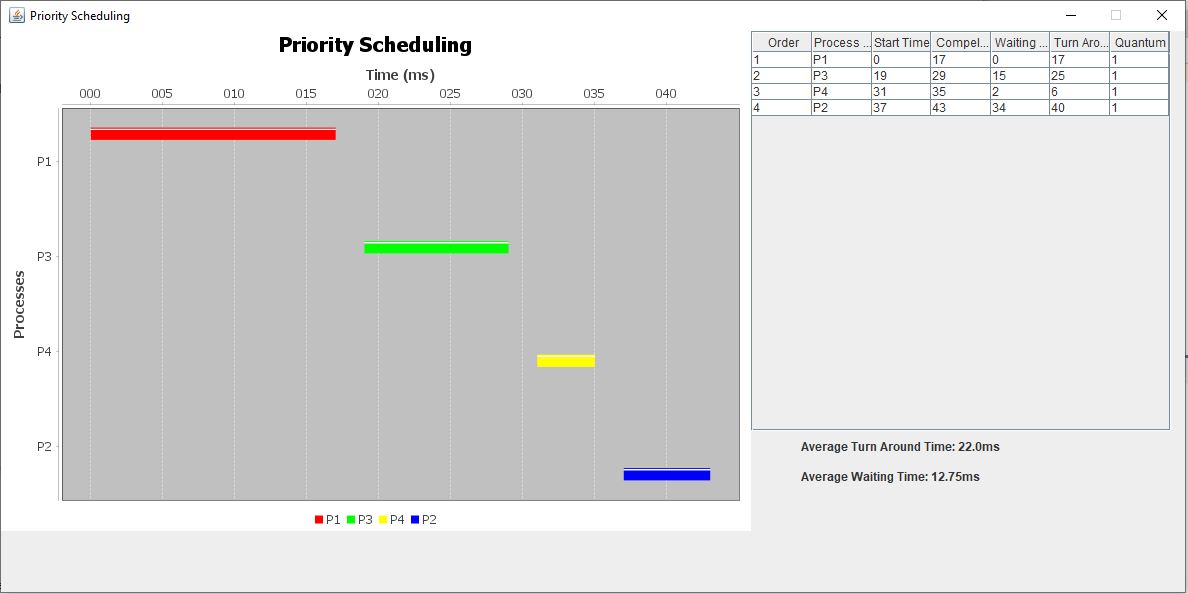 Priority Scheduling
Priority Scheduling
Time (ms)
000 005 010 015 020 025 030 035 040
Processes
P1
P3
P4
P2
P1 P3 P4 P2
Order Process ... Start Time Compel... Waiting ... Turn Aro... Quantum
1 P1 0 17 0 17 1
2 P3 19 29 15 25 1
3 P4 31 35 2 6 1
4 P2 37 43 34 40 1
Average Turn Around Time: 22.0ms
Average Waiting Time: 12.75ms